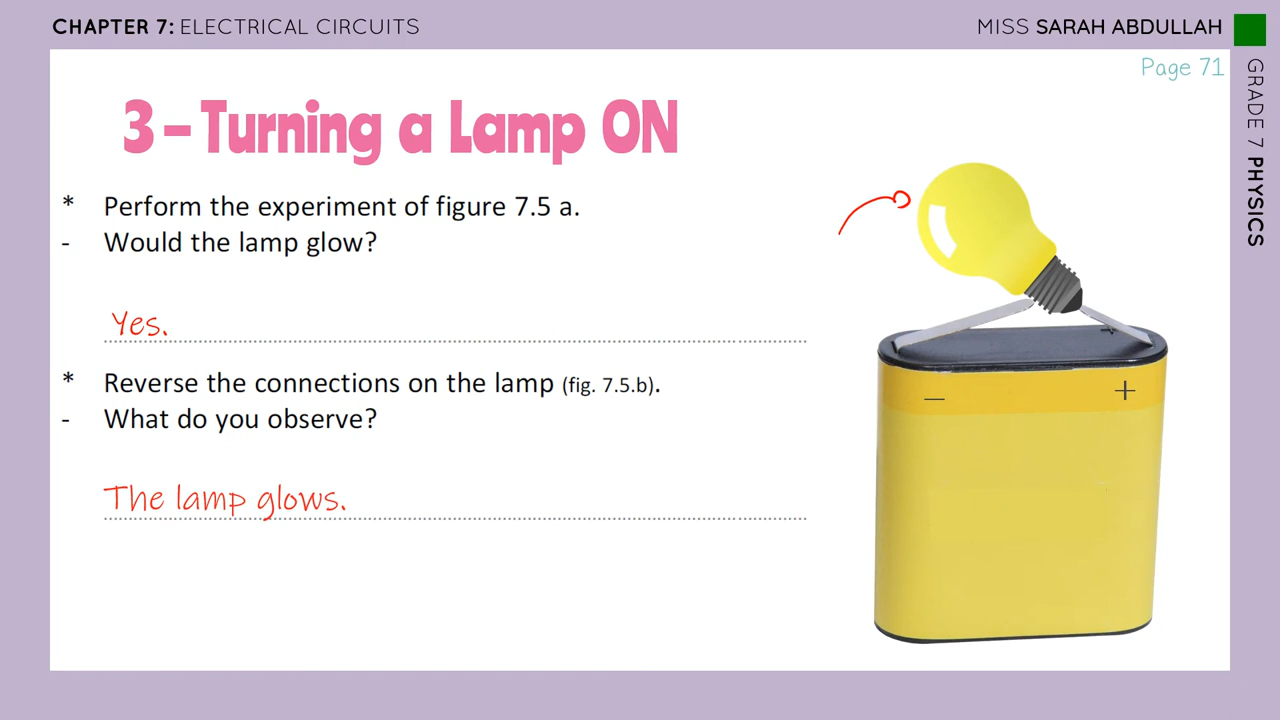 CHAPTER 7: ELECTRICAL CIRCUITS
MISS SARAH ABDULLAH
GRADE 7 PHYSICS
Page 71
3 – Turning a Lamp ON
* Perform the experiment of figure 7.5 a.
- Would the lamp glow?
Yes.
* Reverse the connections on the lamp (fig. 7.5.b).
- What do you observe?
The lamp glows.
− +